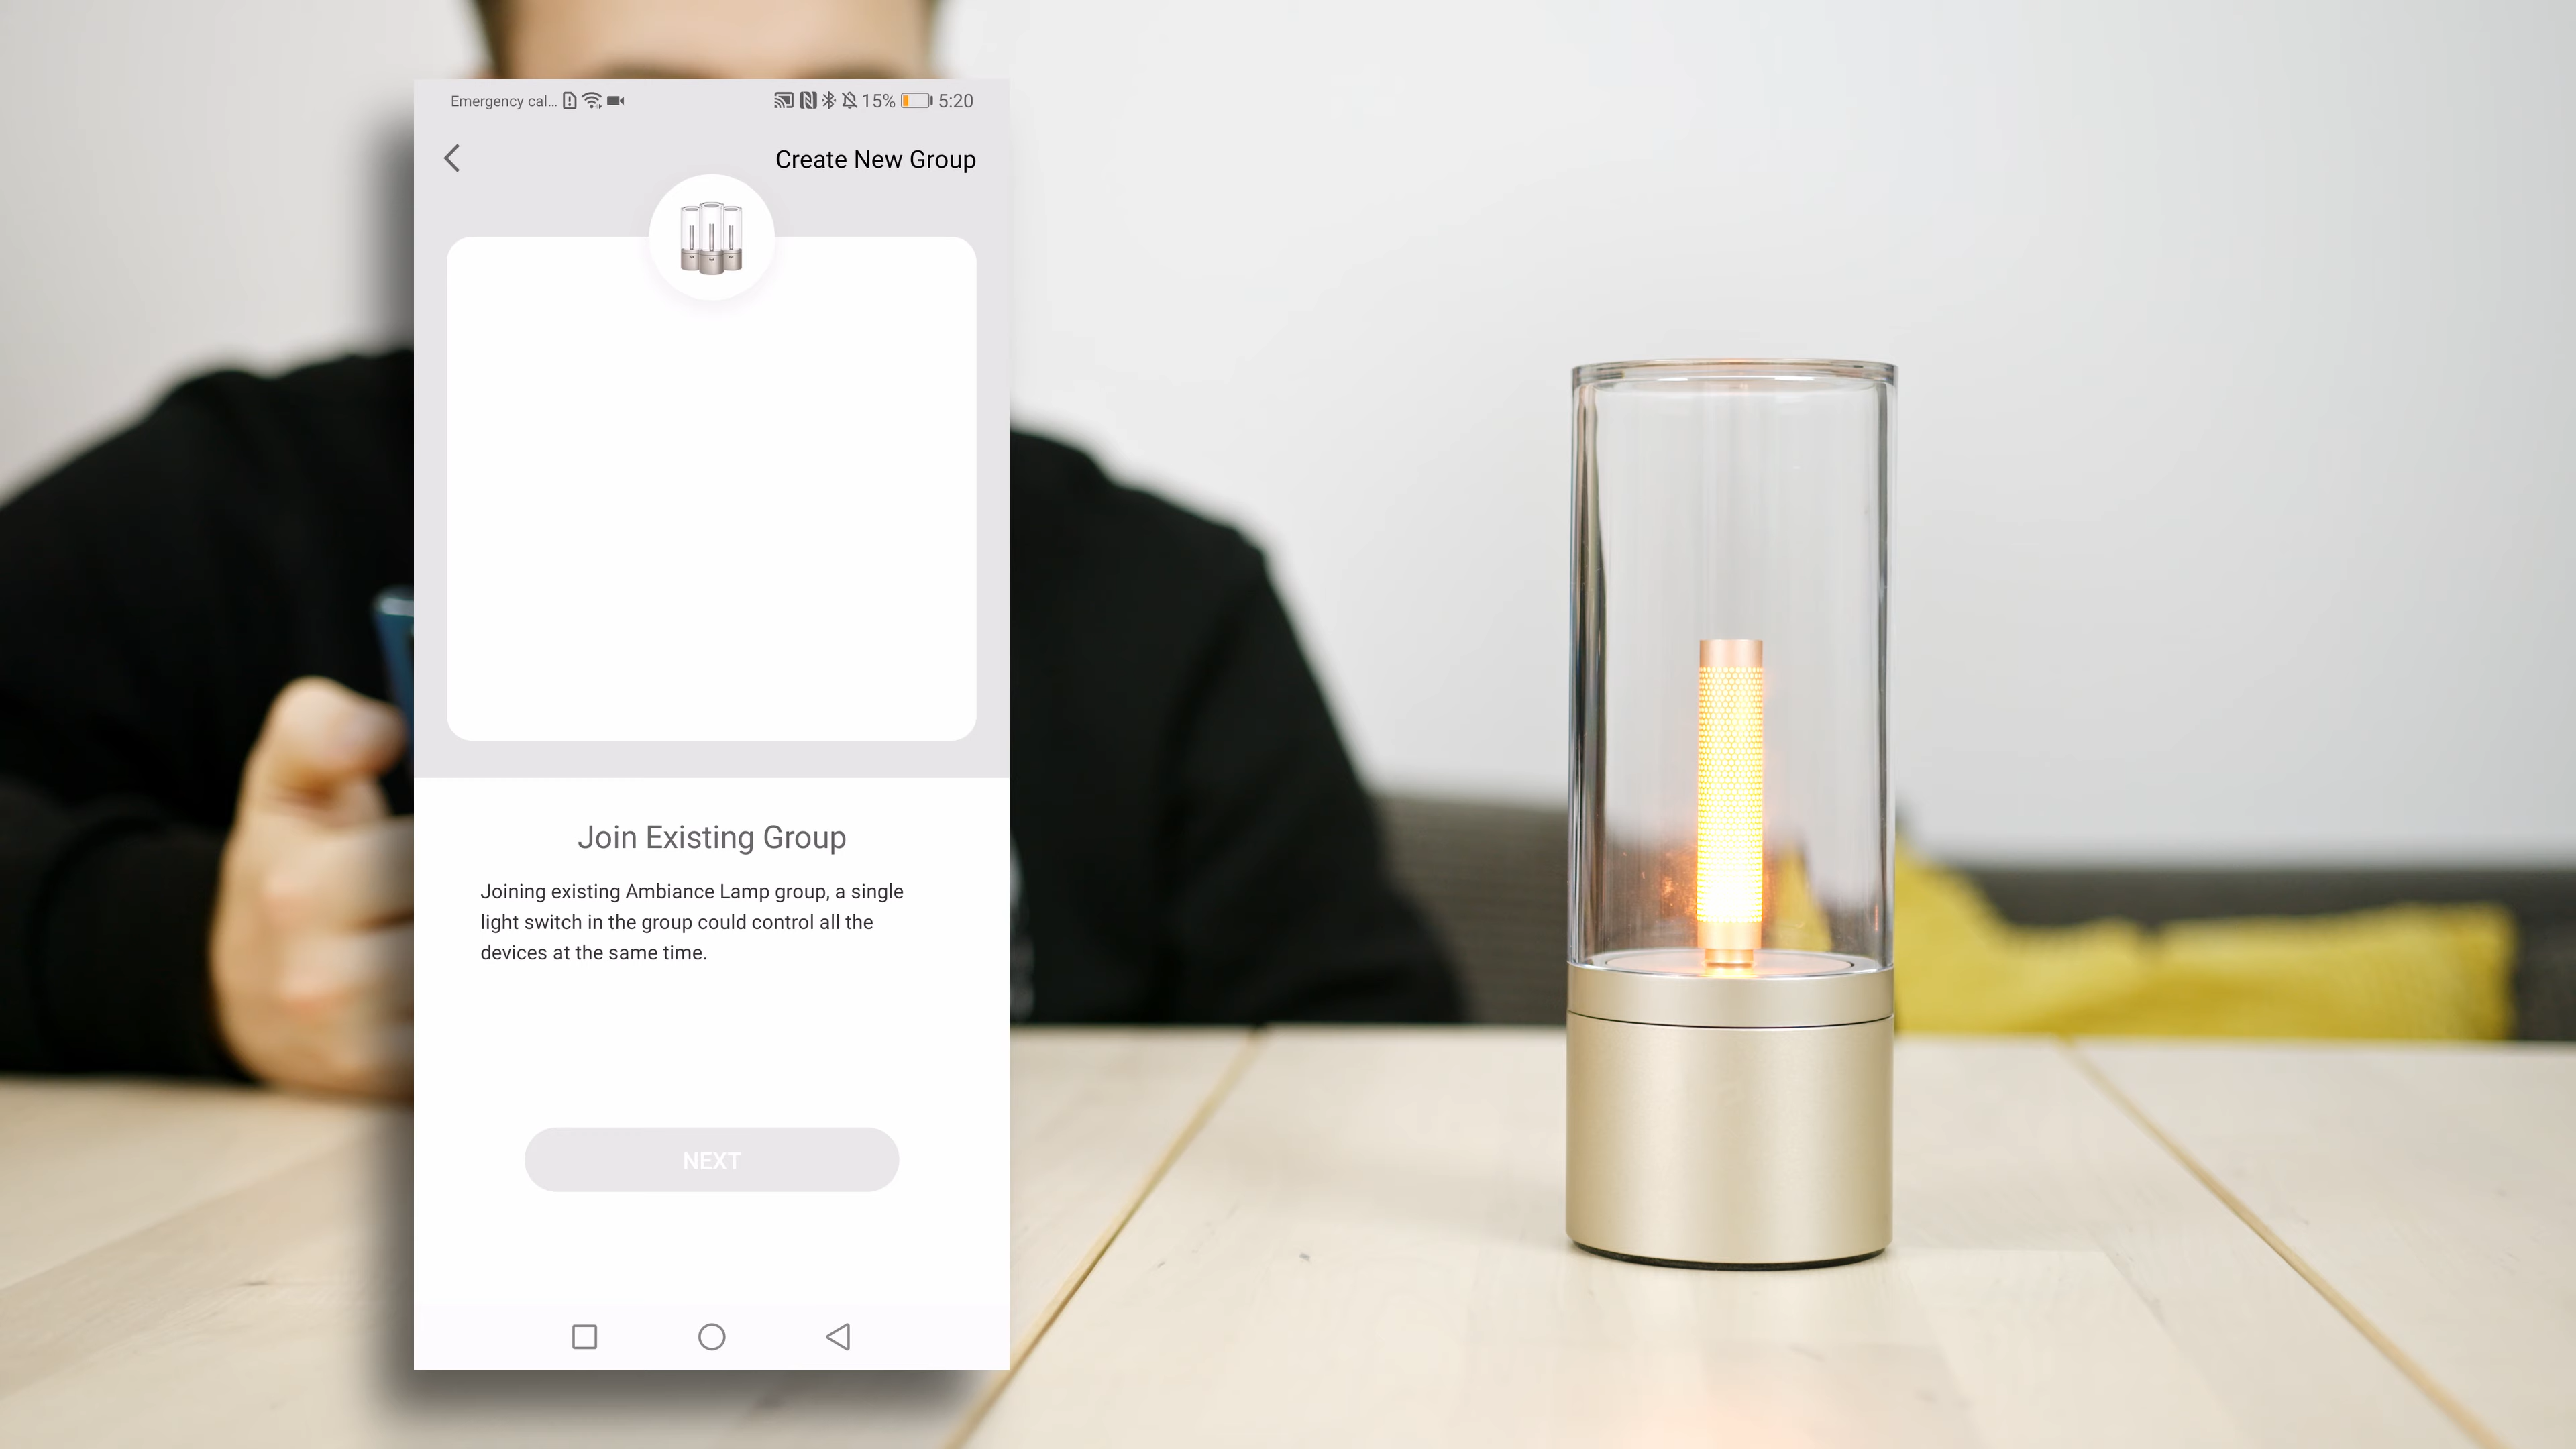 Emergency cal... 15% 5:20
Create New Group
Join Existing Group
Joining existing Ambiance Lamp group, a single
light switch in the group could control all the
devices at the same time.
NEXT